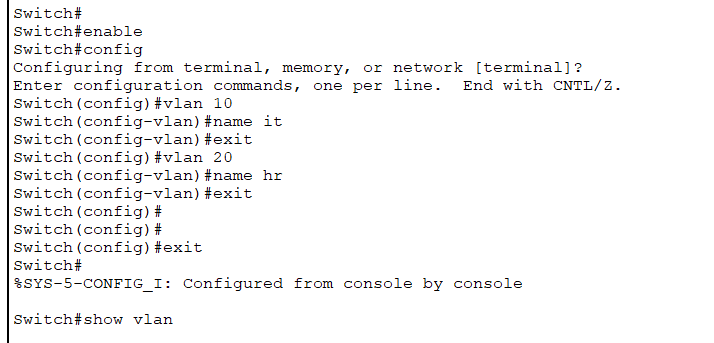 Switch#
Switch#enable
Switch#config
Configuring from terminal, memory, or network [terminal]?
Enter configuration commands, one per line.  End with CNTL/Z.
Switch(config)#vlan 10
Switch(config-vlan)#name it
Switch(config-vlan)#exit
Switch(config)#vlan 20
Switch(config-vlan)#name hr
Switch(config-vlan)#exit
Switch(config)#
Switch(config)#
Switch(config)#exit
Switch#
%SYS-5-CONFIG_I: Configured from console by console
Switch#show vlan